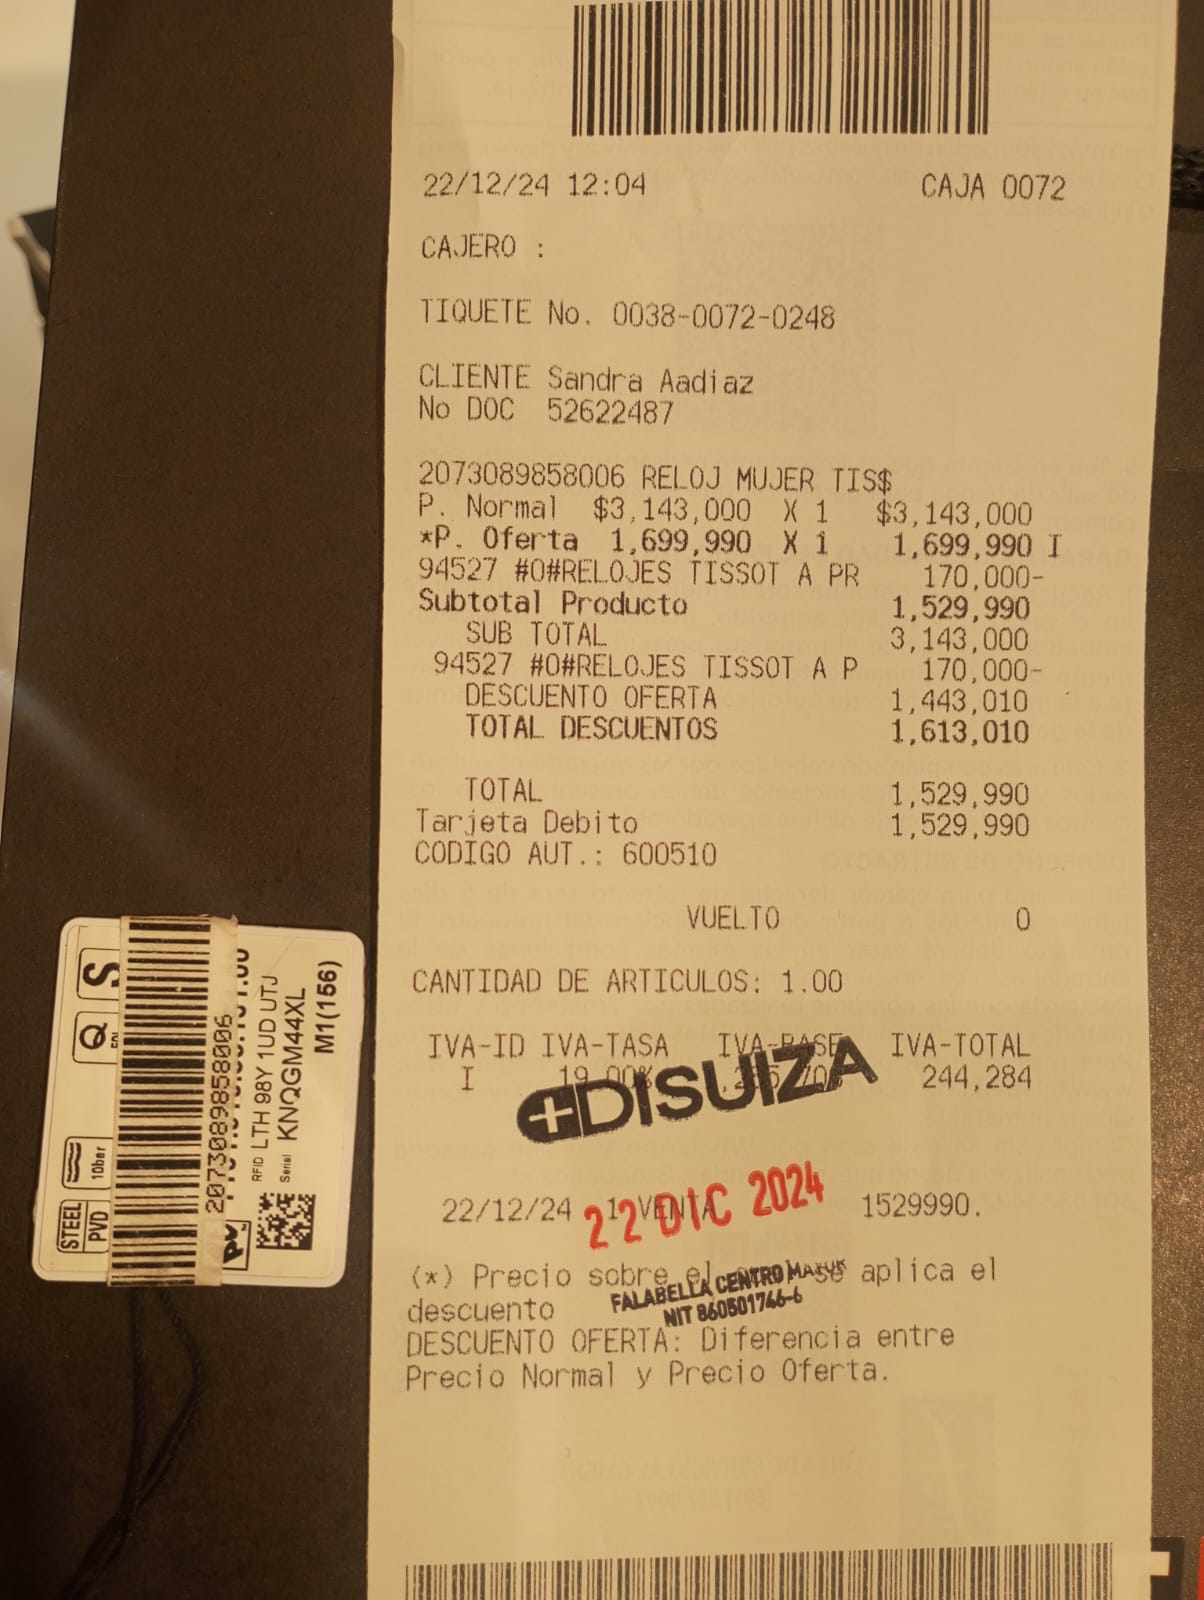 22/12/24 12:04 CAJA 0072
CAJERO :
TIQUETE No. 0038-0072-0248
CLIENTE Sandra Aadiaz
No DOC 52622487
2073089858006 RELOJ MUJER TIS$
P. Normal $3,143,000 X 1 $3,143,000
*P. Oferta 1,699,990 X 1 1,699,990 I
94527 #0#RELOJES TISSOT A PR 170,000-
Subtotal Producto 1,529,990
SUB TOTAL 3,143,000
94527 #0#RELOJES TISSOT A P 170,000-
DESCUENTO OFERTA 1,443,010
TOTAL DESCUENTOS 1,613,010
TOTAL 1,529,990
Tarjeta Debito 1,529,990
CODIGO AUT.: 600510
VUELTO 0
CANTIDAD DE ARTICULOS: 1.00
IVA-ID IVA-TASA IVA-BASE IVA-TOTAL
I 19.00% 244,284
DISUIZA
22/12/24 1 VENTA 1529990.
22 DIC 2024
(*) Precio sobre el se aplica el
descuento
FALABELLA CENTRO MAYOR
NIT 860501746-6
DESCUENTO OFERTA: Diferencia entre
Precio Normal y Precio Oferta.
S
Q
10bar
STEEL
PVD
2073089858006
RFID LTH 98Y 1UD UTJ
Serial KNQGM44XL
M1(156)